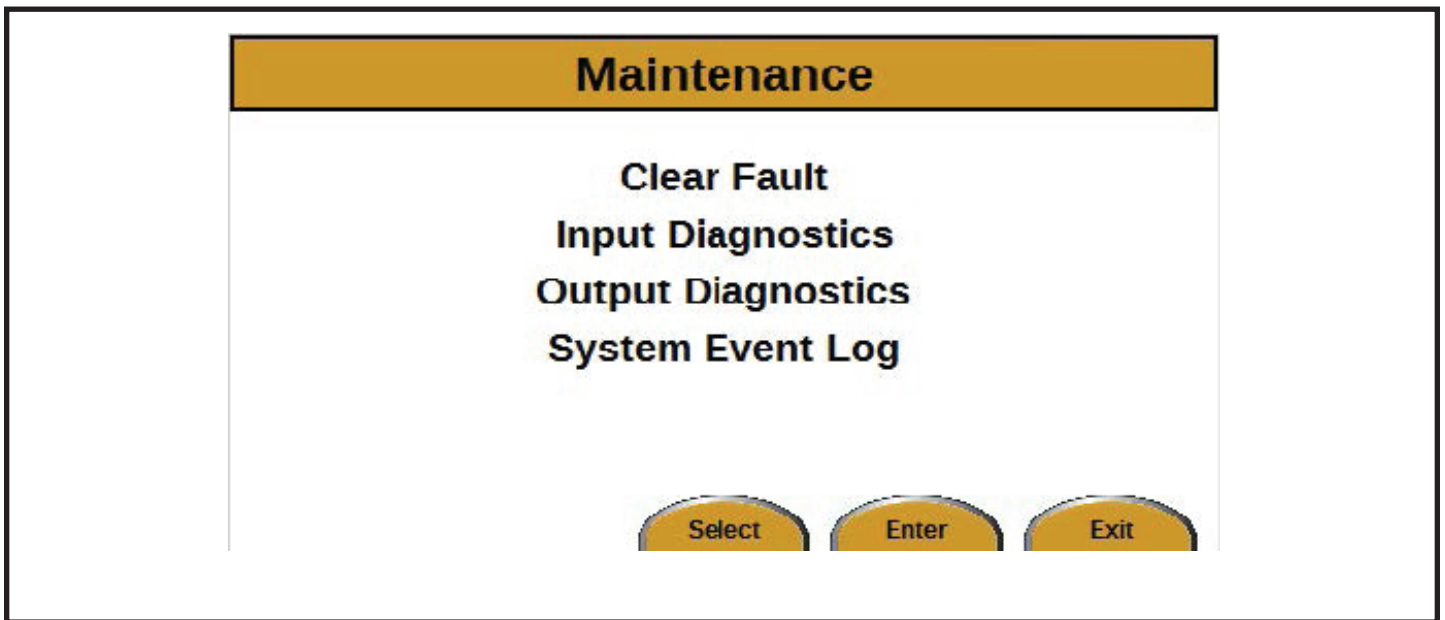 Maintenance
Clear Fault
Input Diagnostics
Output Diagnostics
System Event Log
Select Enter Exit